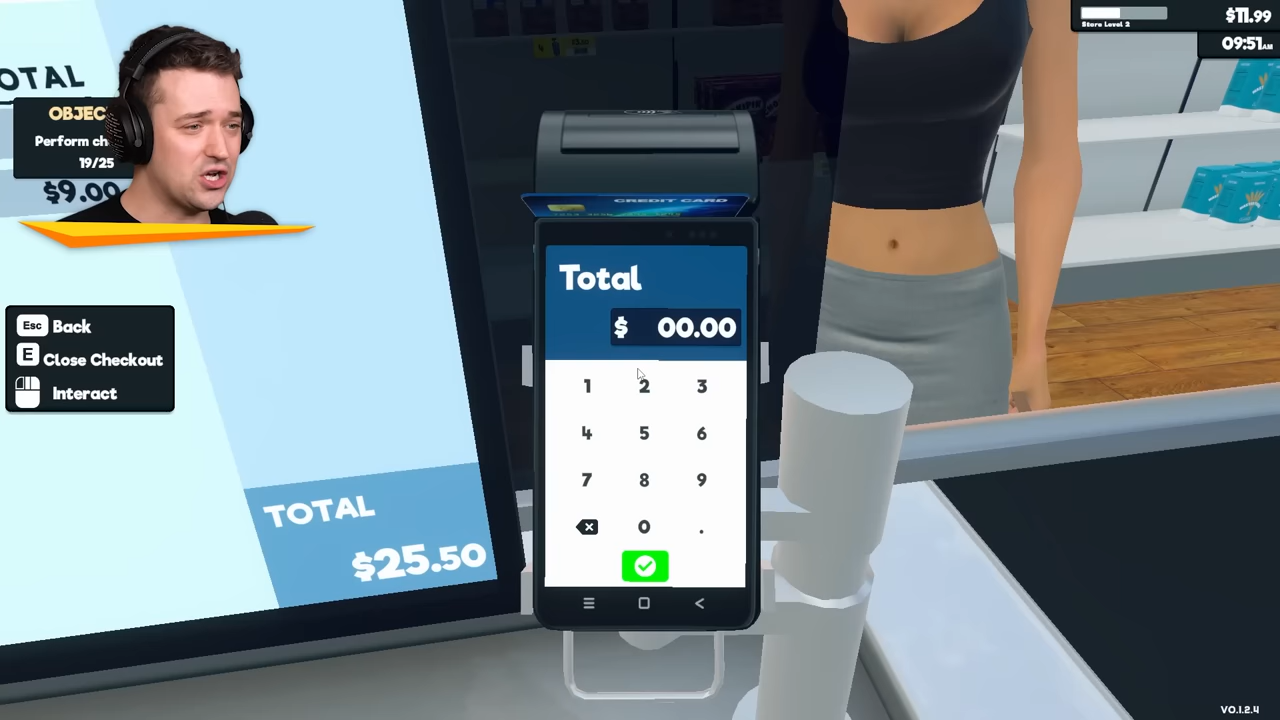 OTAL
OBJEC
Perform ch
19/25
$9.00
Esc Back
E Close Checkout
Interact
TOTAL
$25.50
CREDIT CARD
Total
$ 00.00
1 2 3
4 5 6
7 8 9
0 .
Store Level 2
$11.99
09:51AM
V0.1.2.4